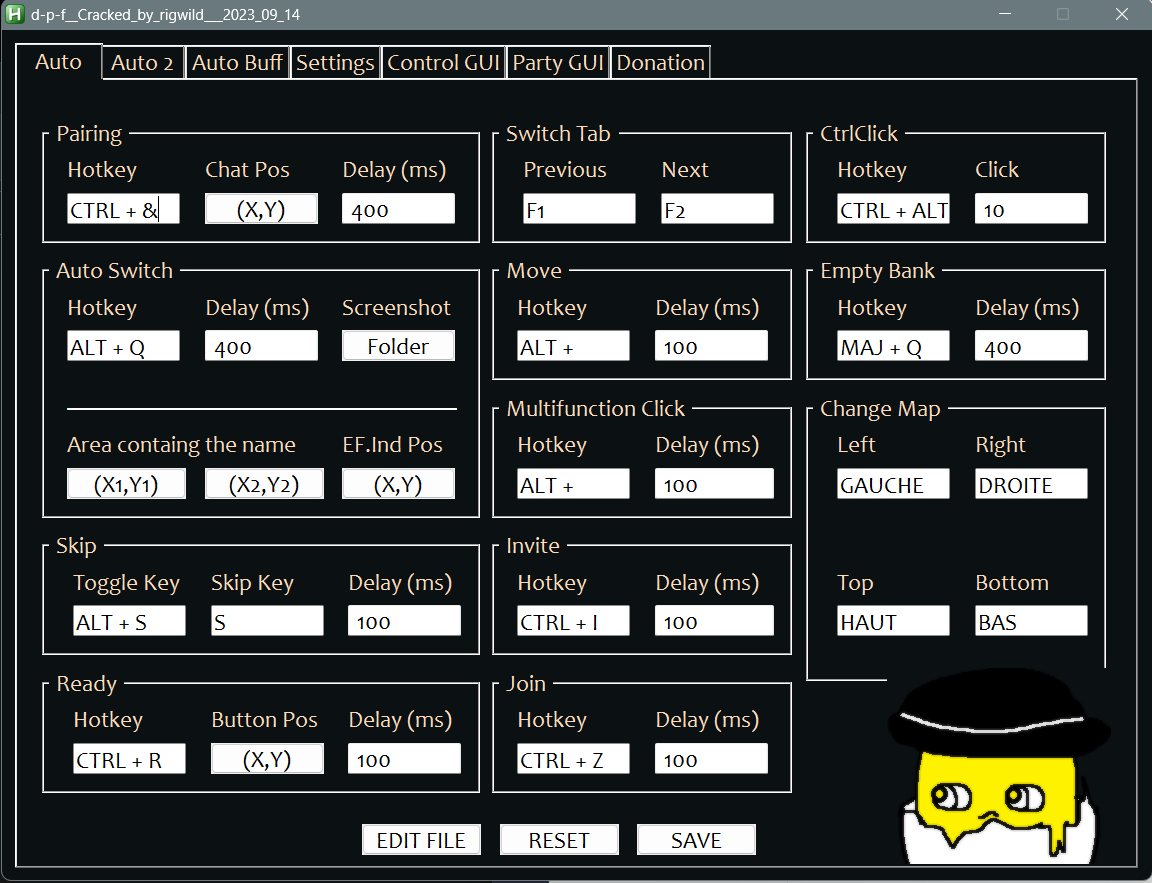 d-p-f__Cracked_by_rigwild___2023_09_14
Auto Auto 2 Auto Buff Settings Control GUI Party GUI Donation
Pairing
Hotkey Chat Pos Delay (ms)
CTRL + & (X,Y) 400
Switch Tab
Previous Next
F1 F2
CtrlClick
Hotkey Click
CTRL + ALT 10
Auto Switch
Hotkey Delay (ms) Screenshot
ALT + Q 400 Folder
Area containg the name EF.Ind Pos
(X1,Y1) (X2,Y2) (X,Y)
Move
Hotkey Delay (ms)
ALT + 100
Empty Bank
Hotkey Delay (ms)
MAJ + Q 400
Multifunction Click
Hotkey Delay (ms)
ALT + 100
Change Map
Left Right
GAUCHE DROITE
Top Bottom
HAUT BAS
Skip
Toggle Key Skip Key Delay (ms)
ALT + S S 100
Invite
Hotkey Delay (ms)
CTRL + I 100
Ready
Hotkey Button Pos Delay (ms)
CTRL + R (X,Y) 100
Join
Hotkey Delay (ms)
CTRL + Z 100
EDIT FILE RESET SAVE